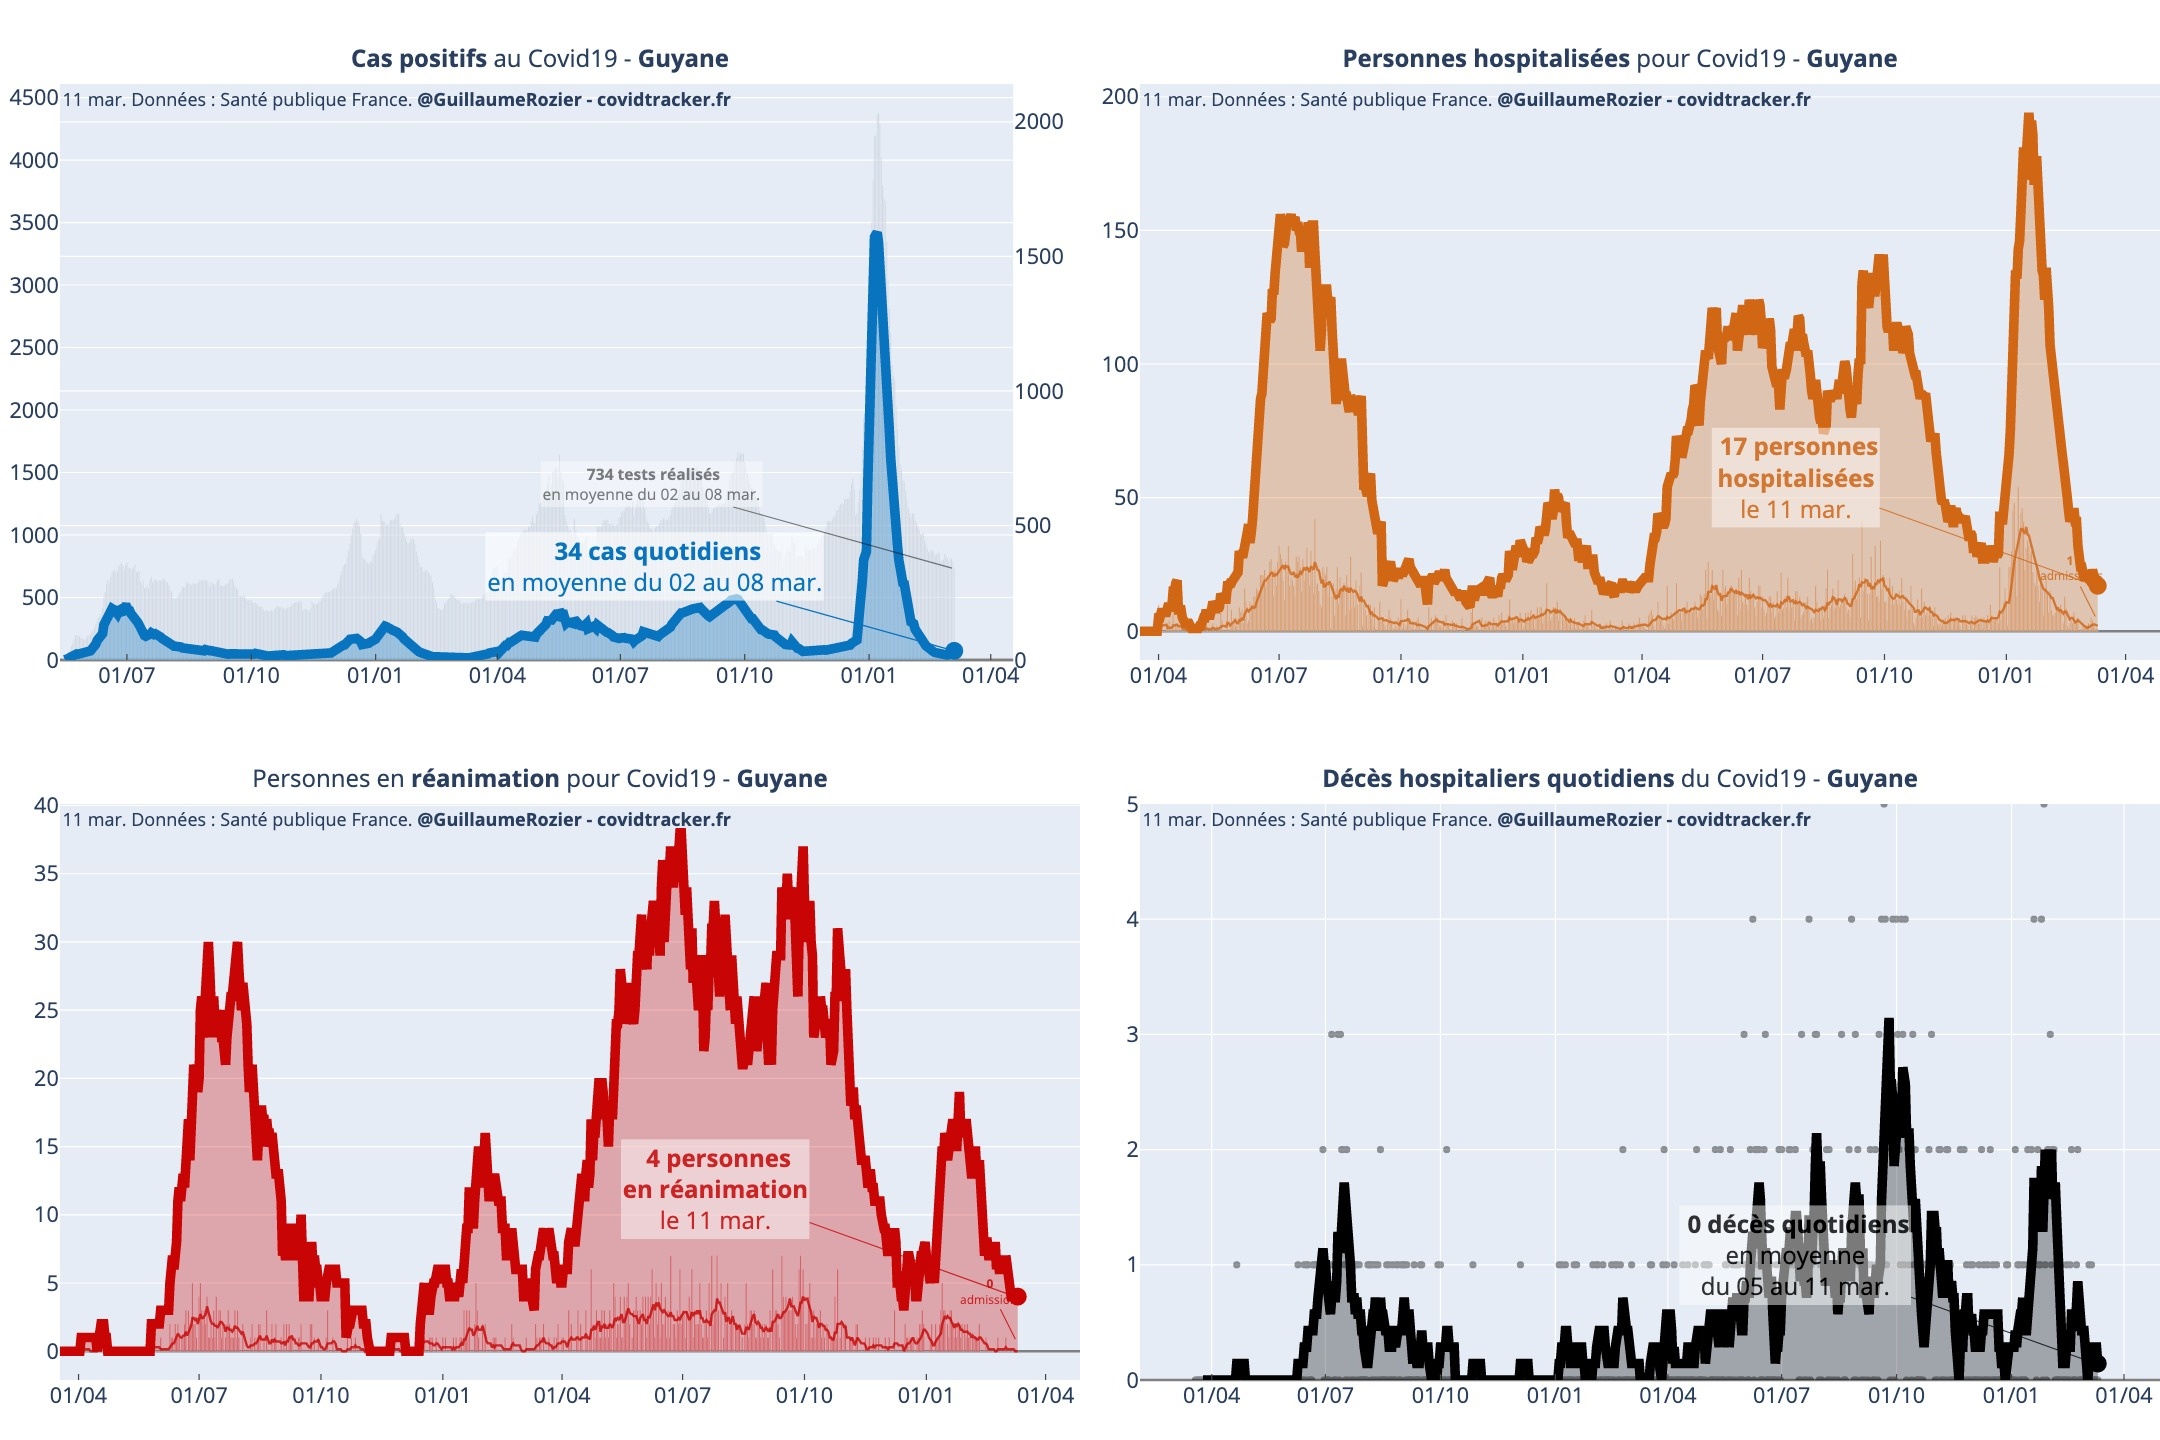 Cas positifs au Covid19 - Guyane
11 mar. Données : Santé publique France. @GuillaumeRozier - covidtracker.fr
4500
4000
3500
3000
2500
2000
1500
1000
500
0
2000
1500
1000
500
0
734 tests réalisés
en moyenne du 02 au 08 mar.
34 cas quotidiens
en moyenne du 02 au 08 mar.
01/07 01/10 01/01 01/04 01/07 01/10 01/01 01/04
Personnes hospitalisées pour Covid19 - Guyane
11 mar. Données : Santé publique France. @GuillaumeRozier - covidtracker.fr
200
150
100
50
0
17 personnes
hospitalisées
le 11 mar.
1
01/04 01/07 01/10 01/01 01/04 01/07 01/10 01/01 01/04
Personnes en réanimation pour Covid19 - Guyane
11 mar. Données : Santé publique France. @GuillaumeRozier - covidtracker.fr
40
35
30
25
20
15
10
5
0
4 personnes
en réanimation
le 11 mar.
0
01/04 01/07 01/10 01/01 01/04 01/07 01/10 01/01 01/04
Décès hospitaliers quotidiens du Covid19 - Guyane
11 mar. Données : Santé publique France. @GuillaumeRozier - covidtracker.fr
5
4
3
2
1
0
0 décès quotidiens
en moyenne
du 05 au 11 mar.
01/04 01/07 01/10 01/01 01/04 01/07 01/10 01/01 01/04